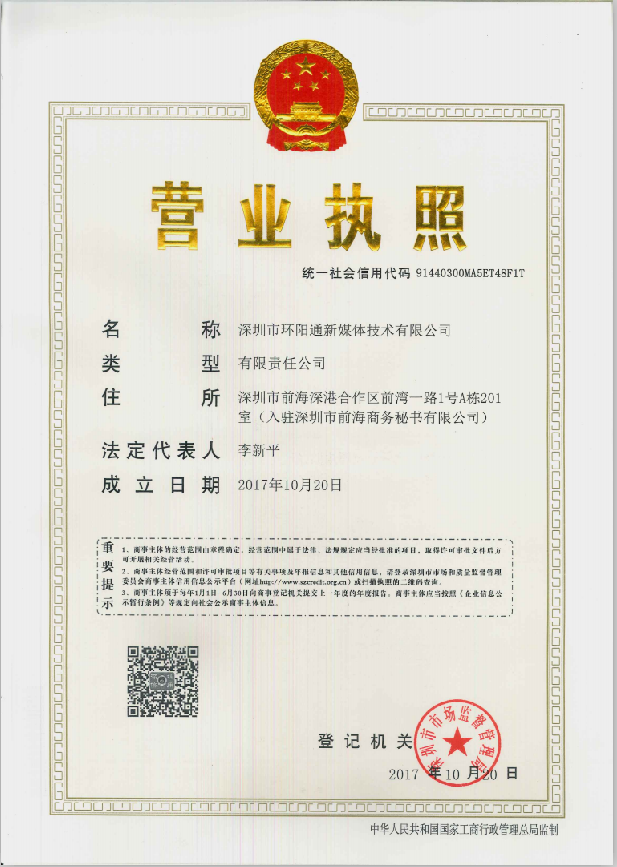 营业执照
统一社会信用代码 91440300MA5ET48F1T
名称 深圳市环阳通新媒体技术有限公司
类型 有限责任公司
住所 深圳市前海深港合作区前湾一路1号A栋201
室（入驻深圳市前海商务秘书有限公司）
法定代表人 李新平
成立日期 2017年10月20日
重要提示
1、商事主体的经营范围由章程确定。经营范围中属于法律、法规规定应当经批准的项目，取得许可审批文件后方
可开展相关经营活动。
2、商事主体经营范围和许可审批项目等有关事项及年报信息和其他信用信息，请登录深圳市市场和质量监督管理
委员会商事主体信用信息公示平台（网址http://www.szcredit.org.cn）或扫描执照的二维码查询。
3、商事主体须于每年1月1日-6月30日向商事登记机关提交上一年度的年度报告。商事主体应当按照《企业信息公
示暂行条例》等规定向社会公示商事主体信息。
深圳市市场监督管理局
登记机关
2017年10月20日
中华人民共和国国家工商行政管理总局监制